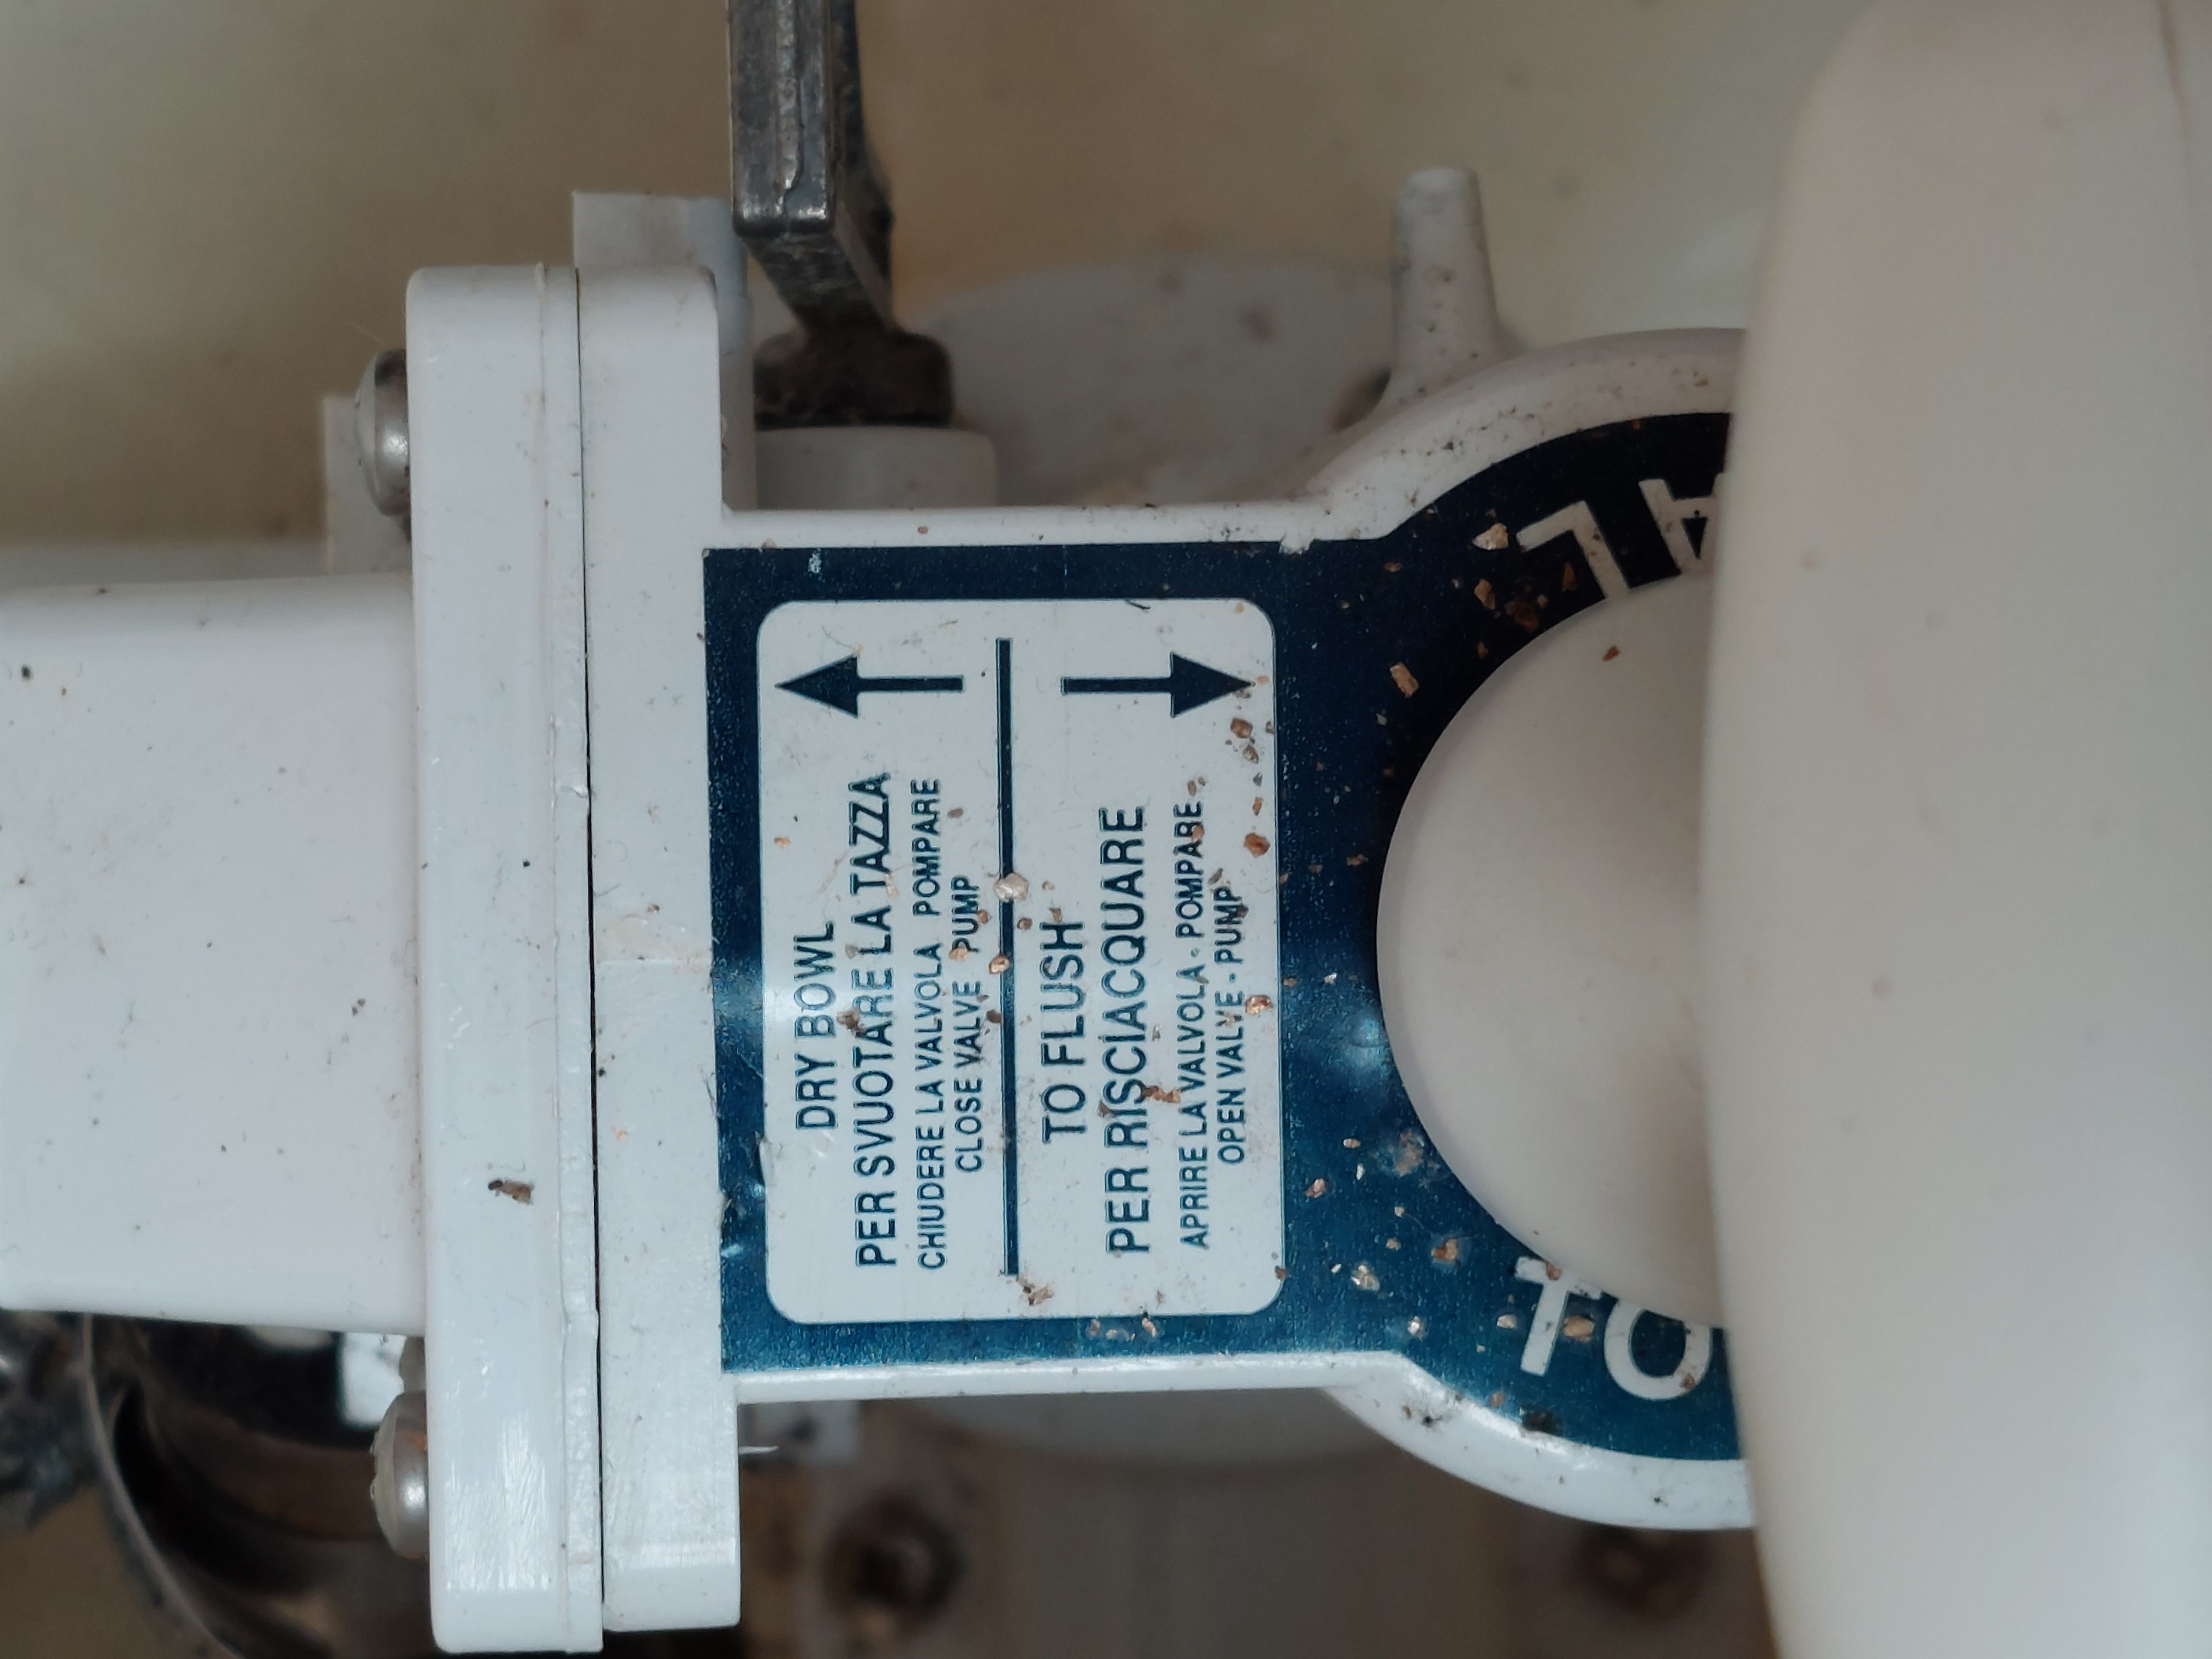 DRY BOWL
PER SVUOTARE LA TAZZA
CHIUDERE LA VALVOLA POMPARE
CLOSE VALVE PUMP
TO FLUSH
PER RISCIACQUARE
APRIRE LA VALVOLA - POMPARE
OPEN VALVE - PUMP
TO